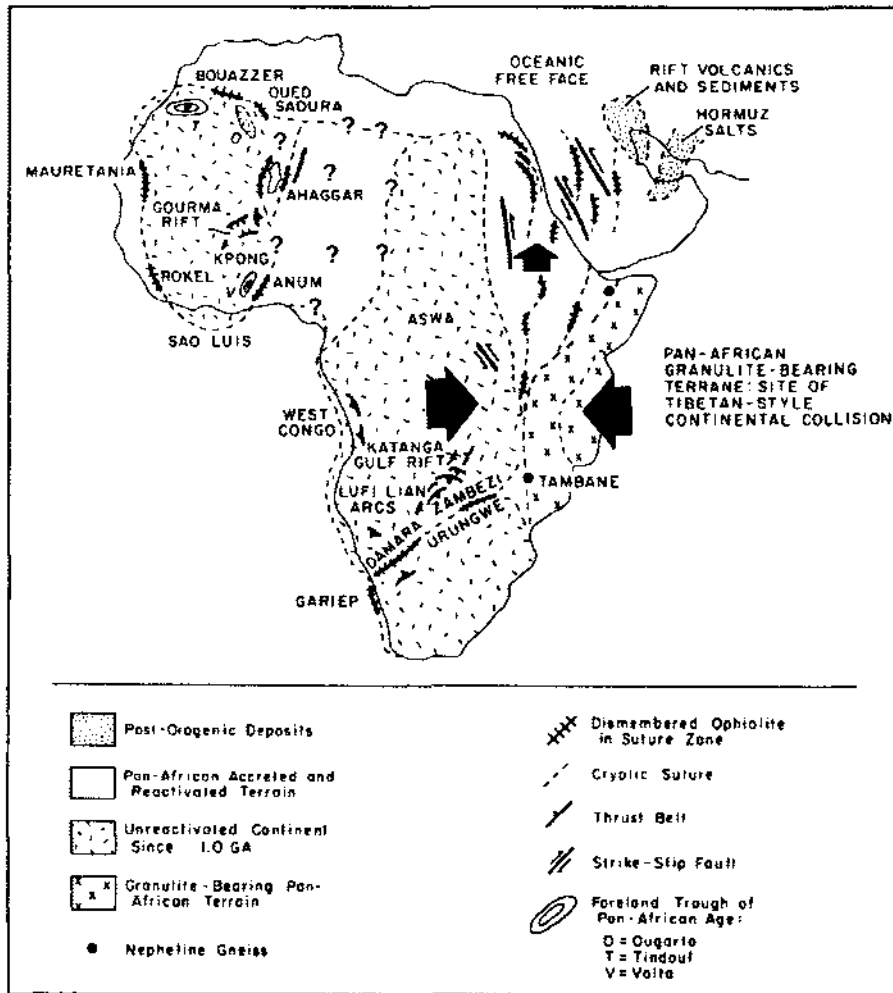 OCEANIC
FREE FACE
RIFT VOLCANICS
AND SEDIMENTS
HORMUZ
SALTS
BOUAZZER
OUED
SADURA
T
O
? ? ?
MAURETANIA
?
?
AHAGGAR
GOURMA
RIFT
KPONG
? ? ?
ROKEL
V
ANUM
?
SAO LUIS
ASWA
PAN-AFRICAN
GRANULITE-BEARING
TERRANE: SITE OF
TIBETAN-STYLE
CONTINENTAL COLLISION
WEST
CONGO
KATANGA
GULF RIFT
LUFILIAN
ARCS
ZAMBEZI
TAMBANE
DAMARA
URUNGWE
GARIEP
Post-Orogenic Deposits
Pan-African Accreted and
Reactivated Terrain
Unreactivated Continent
Since 1.0 GA
Granulite-Bearing Pan-
African Terrain
Nepheline Gneiss
Dismembered Ophiolite
in Suture Zone
Cryptic Suture
Thrust Belt
Strike-Slip Fault
Foreland Trough of
Pan-African Age:
O = Ougarta
T = Tindouf
V = Volta